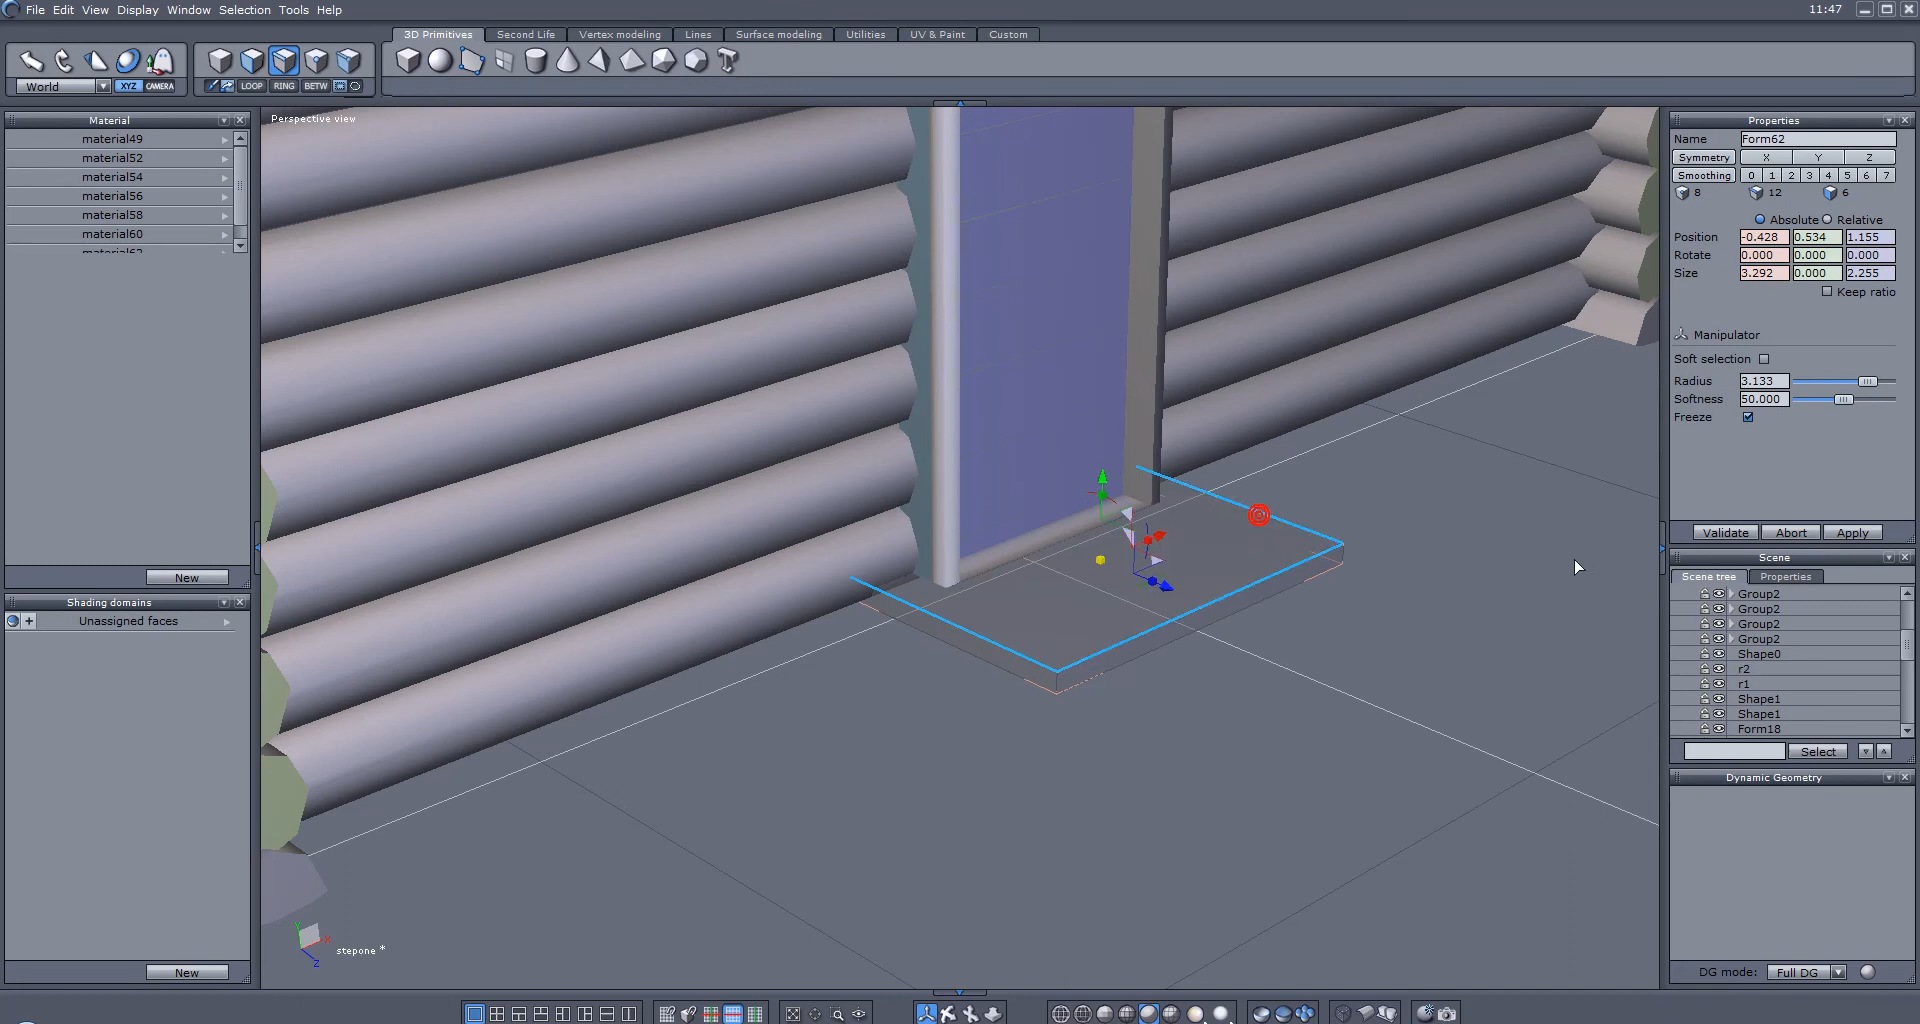 File Edit View Display Window Selection Tools Help
11:47
3D Primitives Second Life Vertex modeling Lines Surface modeling Utilities UV & Paint Custom
World XYZ CAMERA
LOOP RING BETW
Material
material49
material52
material54
material56
material58
material60
material62
New
Shading domains
Unassigned faces
New
Perspective view
Y
X
Z
stepone *
Properties
Name Form62
Symmetry X Y Z
Smoothing 0 1 2 3 4 5 6 7
8 12 6
Absolute Relative
Position -0.428 0.534 1.155
Rotate 0.000 0.000 0.000
Size 3.292 0.000 2.255
Keep ratio
Manipulator
Soft selection
Radius 3.133
Softness 50.000
Freeze
Validate Abort Apply
Scene
Scene tree Properties
Group2
Group2
Group2
Group2
Shape0
r2
r1
Shape1
Shape1
Form18
Select
Dynamic Geometry
DG mode: Full DG